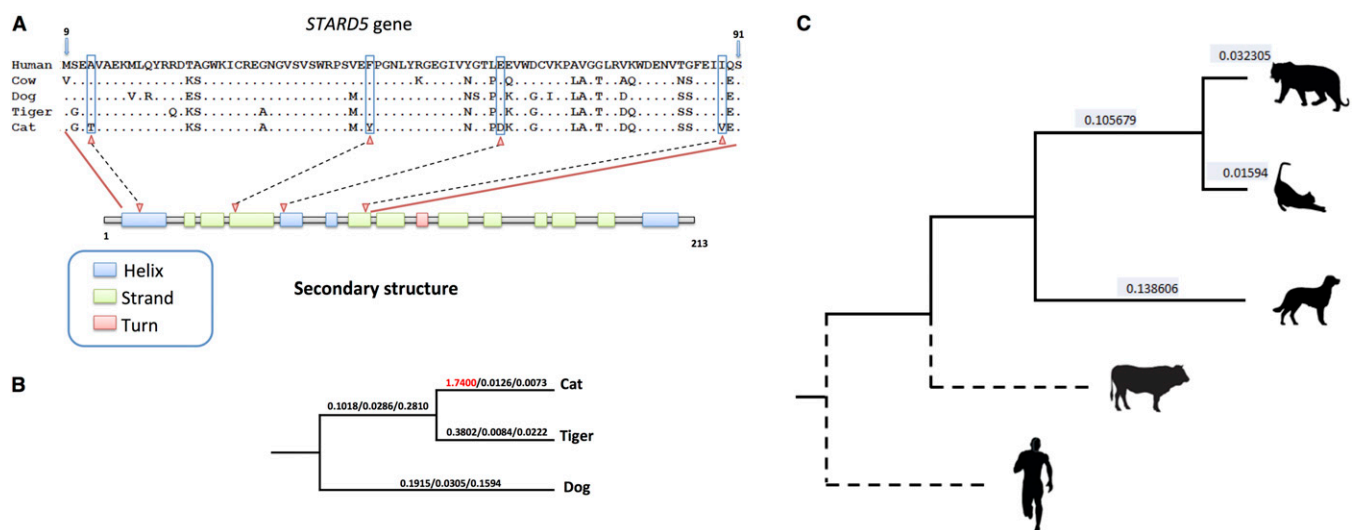 A
STARD5 gene
9
91
Human MSEAVAEKMLQYRRDTAGWKICREGNGVSVSWRPSVEFPGNLYRGEGIVYGTLEEVWDCVKPAVGGLRVKWDENVTGFEIIQS
Cow V..............KS..........................K.....N..P.Q.......LA.T..AQ.....NS....E.
Dog ........V.R....ES..................M.............NS.P.K..G.I..LA.T..D......SS....E.
Tiger .G...........Q.KS.......A..........M.............N..P.K..G....LA.T..DQ.....SS....E.
Cat .G.T...........KS.......A..........M.Y...........N..PDK..G....LA.T..DQ.....SS...VE.
1
213
Helix
Strand
Turn
Secondary structure
B
1.7400/0.0126/0.0073
Cat
0.1018/0.0286/0.2810
0.3802/0.0084/0.0222
Tiger
0.1915/0.0305/0.1594
Dog
C
0.032305
0.105679
0.01594
0.138606